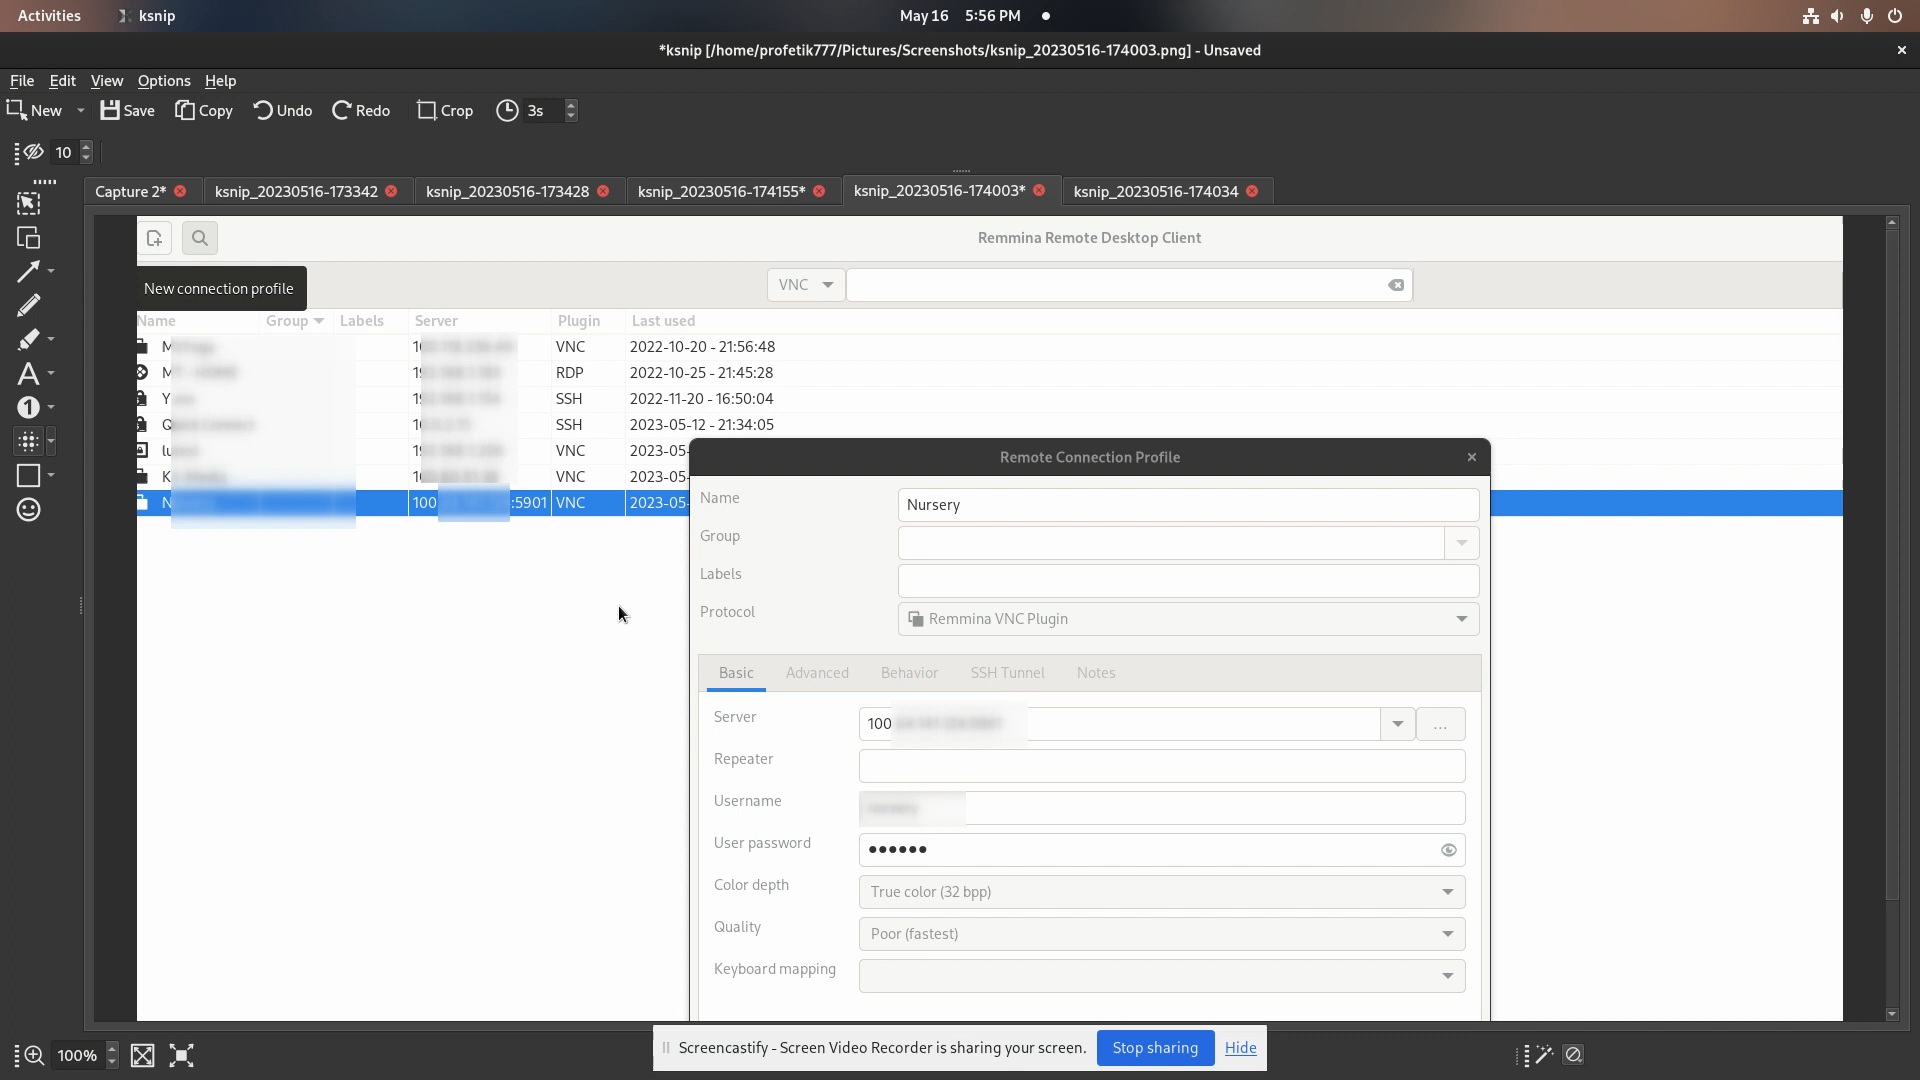 Activities ksnip May 16 5:56 PM
*ksnip [/home/profetik777/Pictures/Screenshots/ksnip_20230516-174003.png] - Unsaved
File Edit View Options Help
New Save Copy Undo Redo Crop 3s
10
Capture 2* ksnip_20230516-173342 ksnip_20230516-173428 ksnip_20230516-174155* ksnip_20230516-174003* ksnip_20230516-174034
Remmina Remote Desktop Client
New connection profile VNC
Name Group Labels Server Plugin Last used
VNC 2022-10-20 - 21:56:48
RDP 2022-10-25 - 21:45:28
SSH 2022-11-20 - 16:50:04
SSH 2023-05-12 - 21:34:05
VNC 2023-05-
VNC 2023-05-
100 :5901 VNC 2023-05-
Remote Connection Profile
Name Nursery
Group
Labels
Protocol Remmina VNC Plugin
Basic Advanced Behavior SSH Tunnel Notes
Server 100 ...
Repeater
Username
User password ••••••
Color depth True color (32 bpp)
Quality Poor (fastest)
Keyboard mapping
100% Screencastify - Screen Video Recorder is sharing your screen. Stop sharing Hide